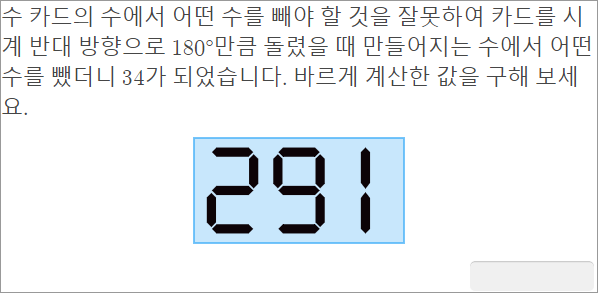 수 카드의 수에서 어떤 수를 빼야 할 것을 잘못하여 카드를 시
계 반대 방향으로 180°만큼 돌렸을 때 만들어지는 수에서 어떤
수를 뺐더니 34가 되었습니다. 바르게 계산한 값을 구해 보세
요.
291